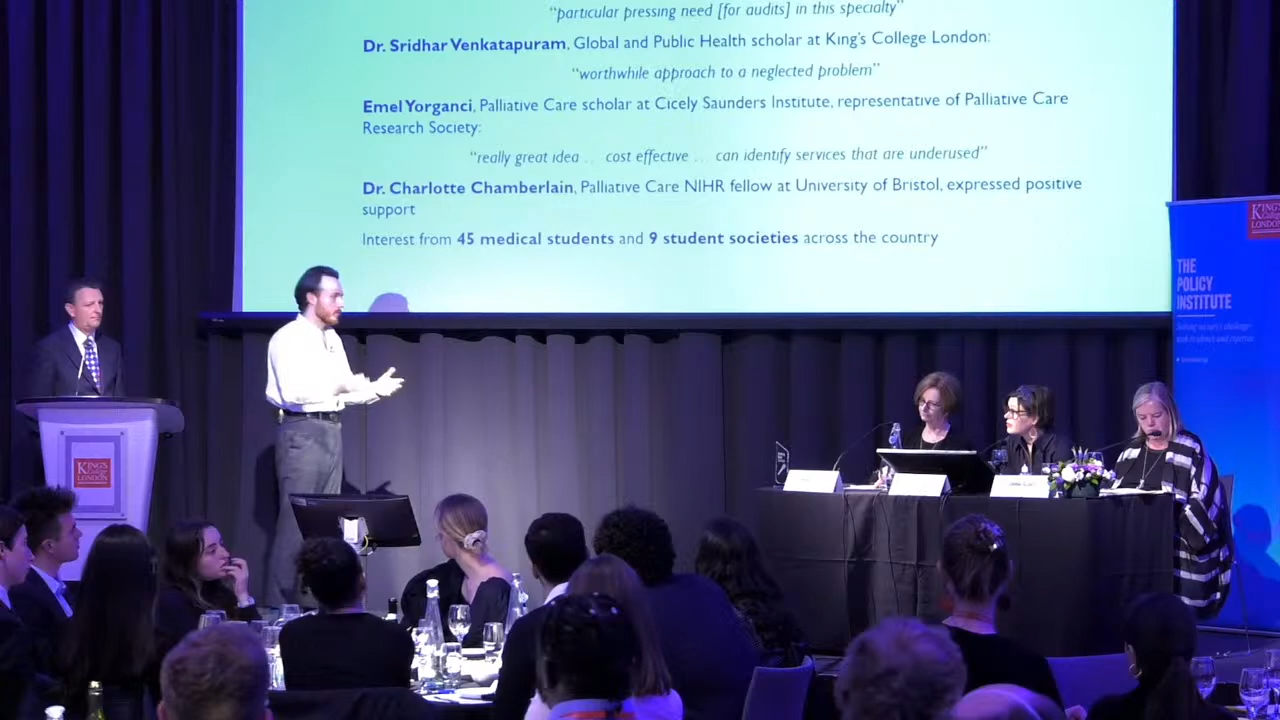 “particular pressing need [for audits] in this specialty”
Dr. Sridhar Venkatapuram, Global and Public Health scholar at King's College London:
“worthwhile approach to a neglected problem”
Emel Yorganci, Palliative Care scholar at Cicely Saunders Institute, representative of Palliative Care
Research Society:
“really great idea … cost effective … can identify services that are underused”
Dr. Charlotte Chamberlain, Palliative Care NIHR fellow at University of Bristol, expressed positive
support
Interest from 45 medical students and 9 student societies across the country
KING'S
College
LONDON
THE
POLICY
INSTITUTE
KING'S
College
LONDON